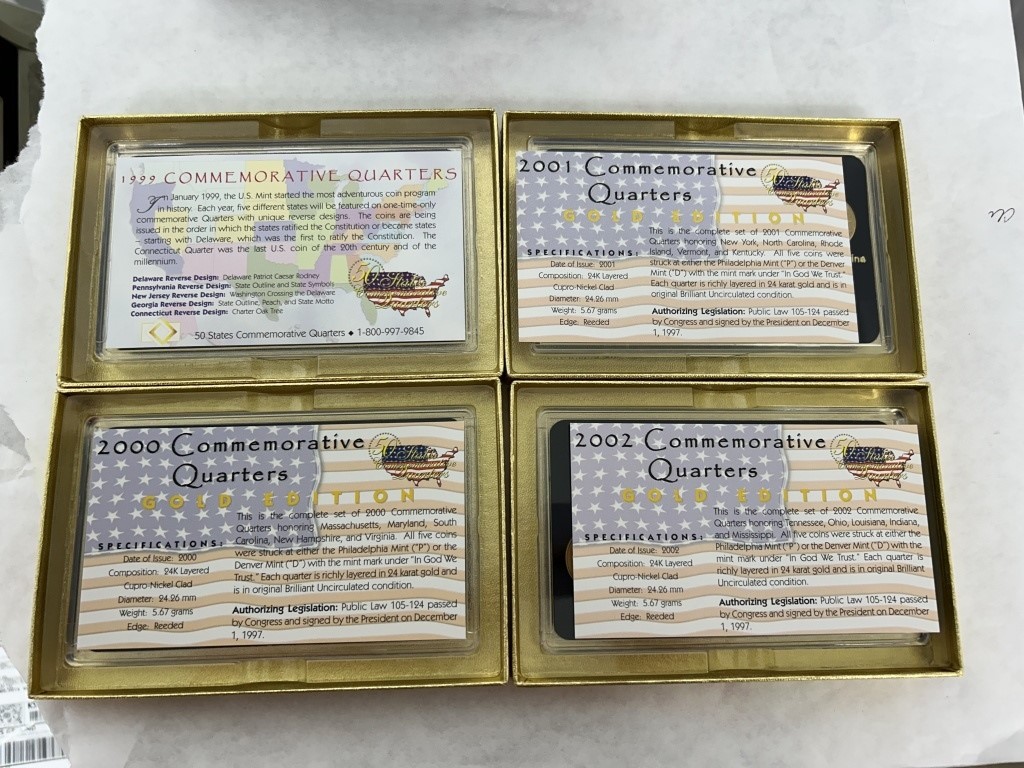 1999 COMMEMORATIVE QUARTERS
In January 1999, the U.S. Mint started the most adventurous coin program
in history. Each year, five different states will be featured on one-time-only
commemorative Quarters with unique reverse designs. The coins are being
issued in the order in which the states ratified the Constitution or became states
– starting with Delaware, which was the first to ratify the Constitution. The
Connecticut Quarter was the last U.S. coin of the 20th century and of the
millennium.
Delaware Reverse Design: Delaware Patriot Caesar Rodney
Pennsylvania Reverse Design: State Outline and State Symbols
New Jersey Reverse Design: Washington Crossing the Delaware
Georgia Reverse Design: State Outline, Peach, and State Motto
Connecticut Reverse Design: Charter Oak Tree
50 States Commemorative Quarters ◆ 1-800-997-9845
2001 Commemorative
Quarters
GOLD EDITION
This is the complete set of 2001 Commemorative
Quarters honoring New York, North Carolina, Rhode
Island, Vermont, and Kentucky. All five coins were
struck at either the Philadelphia Mint ("P") or the Denver
Mint ("D") with the mint mark under "In God We Trust."
Each quarter is richly layered in 24 karat gold and is in
original Brilliant Uncirculated condition.
Authorizing Legislation: Public Law 105-124 passed
by Congress and signed by the President on December
1, 1997.
SPECIFICATIONS:
Date of Issue: 2001
Composition: 24K Layered
Cupro-Nickel Clad
Diameter: 24.26 mm
Weight: 5.67 grams
Edge: Reeded
2000 Commemorative
Quarters
GOLD EDITION
This is the complete set of 2000 Commemorative
Quarters honoring Massachusetts, Maryland, South
Carolina, New Hampshire, and Virginia. All five coins
were struck at either the Philadelphia Mint ("P") or the
Denver Mint ("D") with the mint mark under "In God We
Trust." Each quarter is richly layered in 24 karat gold and
is in original Brilliant Uncirculated condition.
Authorizing Legislation: Public Law 105-124 passed
by Congress and signed by the President on December
1, 1997.
SPECIFICATIONS:
Date of Issue: 2000
Composition: 24K Layered
Cupro-Nickel Clad
Diameter: 24.26 mm
Weight: 5.67 grams
Edge: Reeded
2002 Commemorative
Quarters
GOLD EDITION
This is the complete set of 2002 Commemorative
Quarters honoring Tennessee, Ohio, Louisiana, Indiana,
and Mississippi. All five coins were struck at either the
Philadelphia Mint ("P") or the Denver Mint ("D") with the
mint mark under "In God We Trust." Each quarter is
richly layered in 24 karat gold and is in original Brilliant
Uncirculated condition.
Authorizing Legislation: Public Law 105-124 passed
by Congress and signed by the President on December
1, 1997.
SPECIFICATIONS:
Date of Issue: 2002
Composition: 24K Layered
Cupro-Nickel Clad
Diameter: 24.26 mm
Weight: 5.67 grams
Edge: Reeded